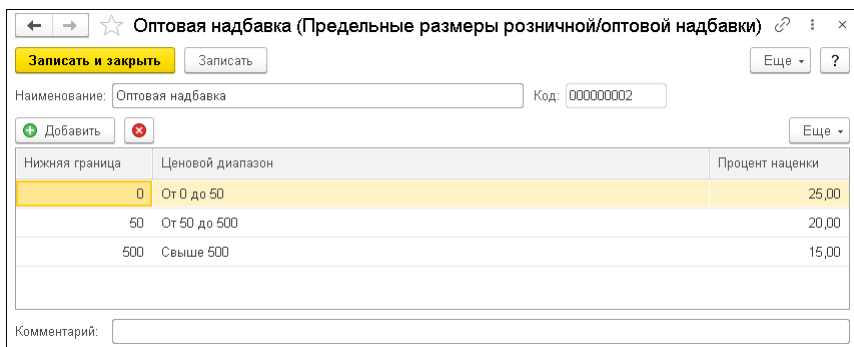 Оптовая надбавка (Предельные размеры розничной/оптовой надбавки)
Записать и закрыть Записать Еще ?
Наименование: Оптовая надбавка Код: 000000002
Добавить Еще
Нижняя граница Ценовой диапазон Процент наценки
0 От 0 до 50 25,00
50 От 50 до 500 20,00
500 Свыше 500 15,00
Комментарий: